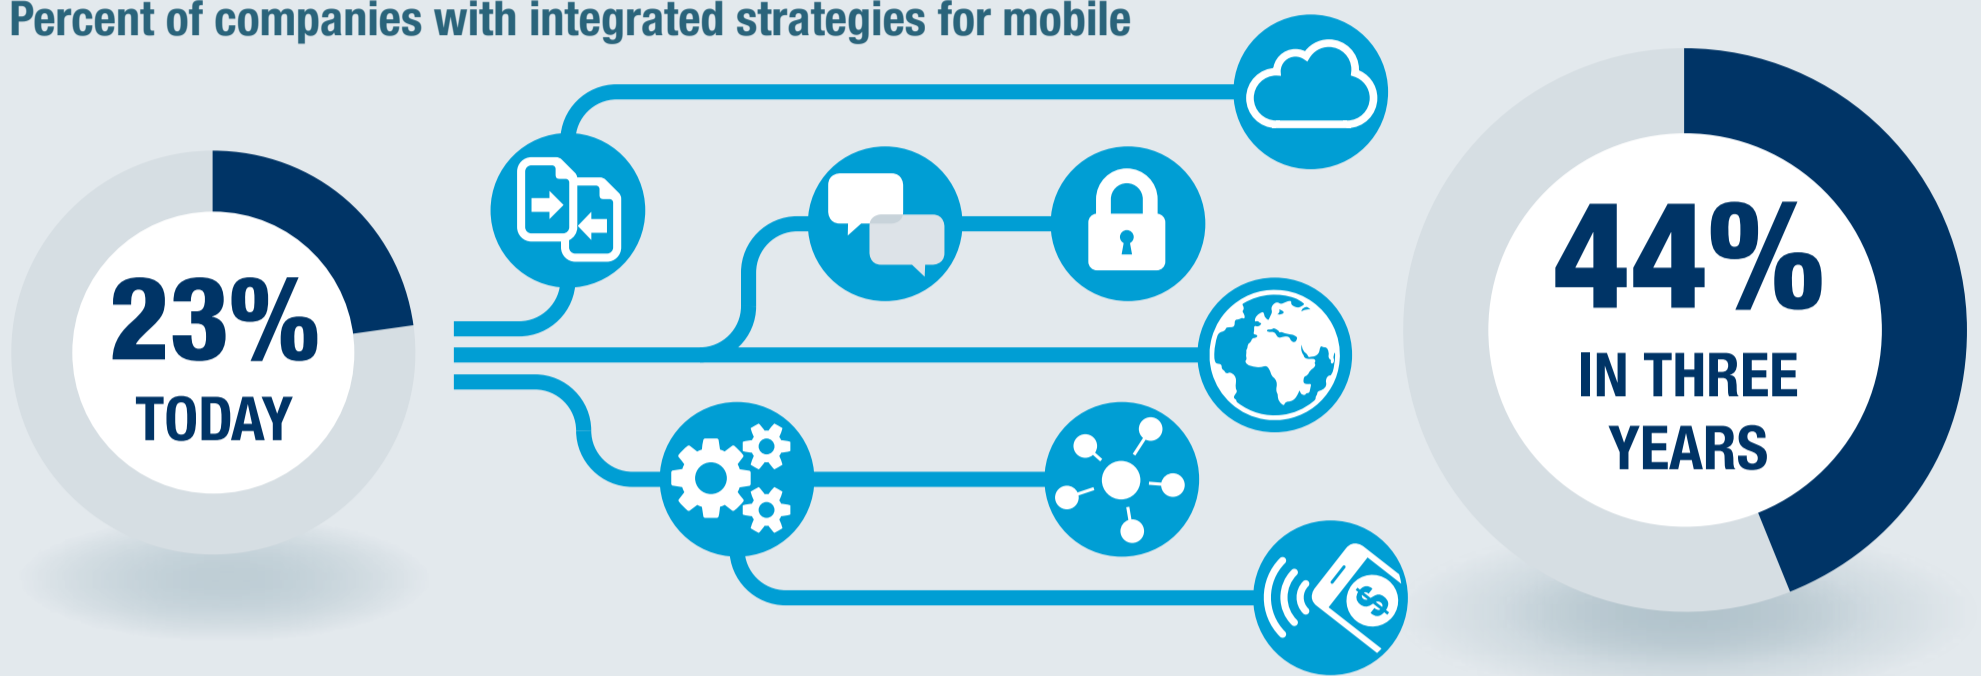 Percent of companies with integrated strategies for mobile
23%
TODAY
$
44%
IN THREE
YEARS